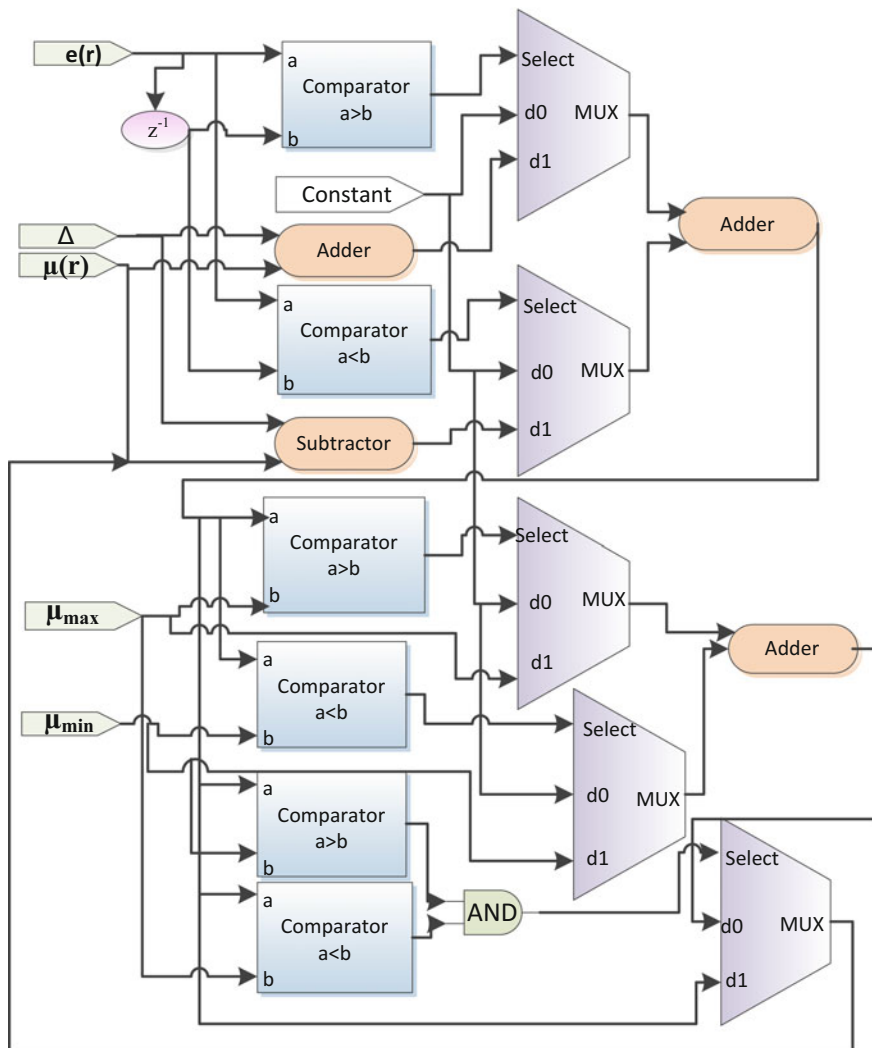 e(r)
a
Comparator
a>b
b
z⁻¹
Select
d0
MUX
d1
Constant
Δ
Adder
μ(r)
Adder
a
Comparator
a<b
b
Select
d0
MUX
d1
Subtractor
a
Comparator
a>b
b
Select
d0
MUX
d1
μmax
Adder
a
Comparator
a<b
b
μmin
Select
d0
MUX
d1
a
Comparator
a>b
b
a
Comparator
a<b
b
AND
Select
d0
MUX
d1